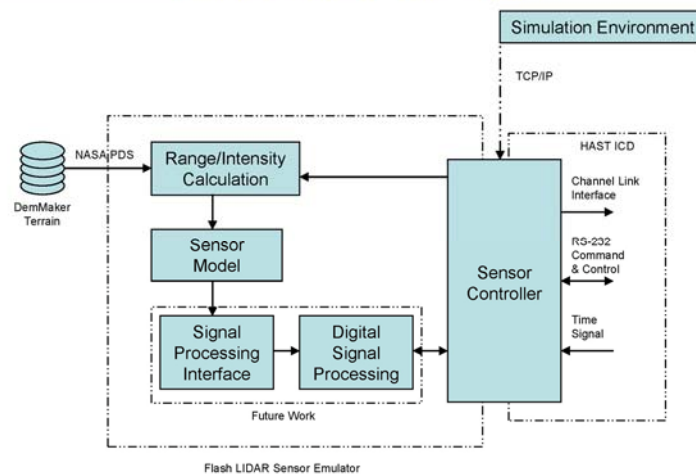 Simulation Environment
TCP/IP
HAST ICD
NASA PDS
Range/Intensity
Calculation
DemMaker
Terrain
Channel Link
Interface
Sensor
Model
RS-232
Command
& Control
Sensor
Controller
Signal
Processing
Interface
Digital
Signal
Processing
Time
Signal
Future Work
Flash LIDAR Sensor Emulator